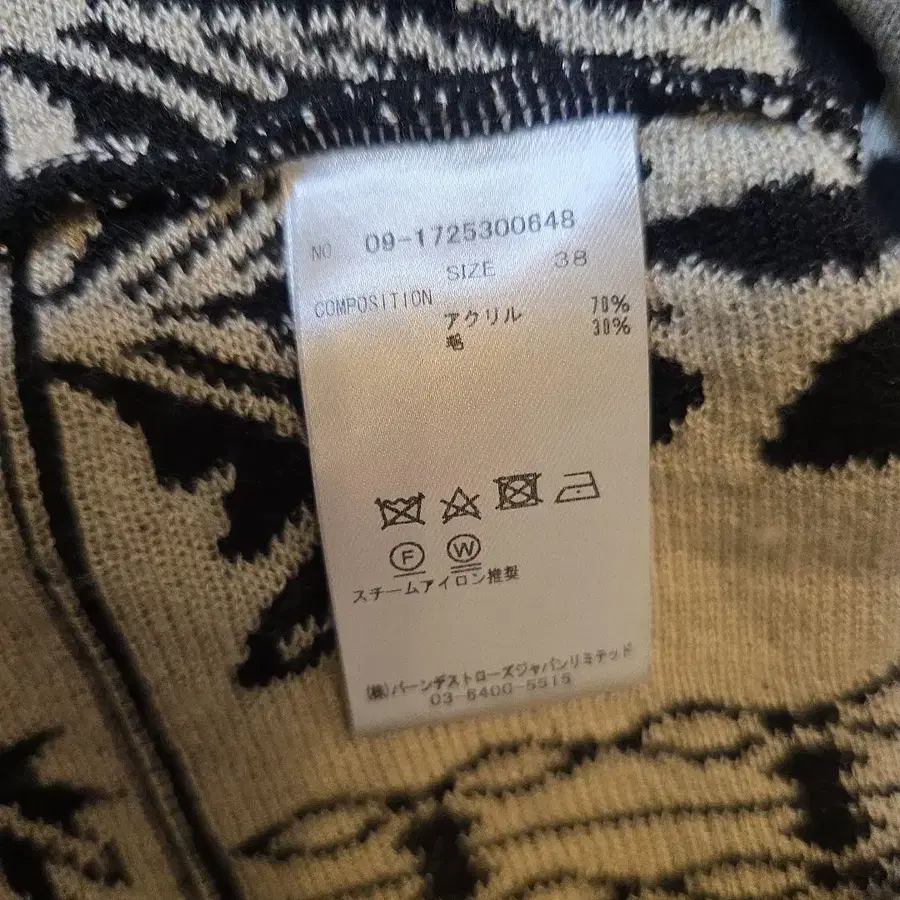 NO 09-1725300648
SIZE 38
COMPOSITION
アクリル 70%
毛 30%
F W
スチームアイロン推奨
(株)バーンデストローズジャパンリミテッド
03-6400-5515